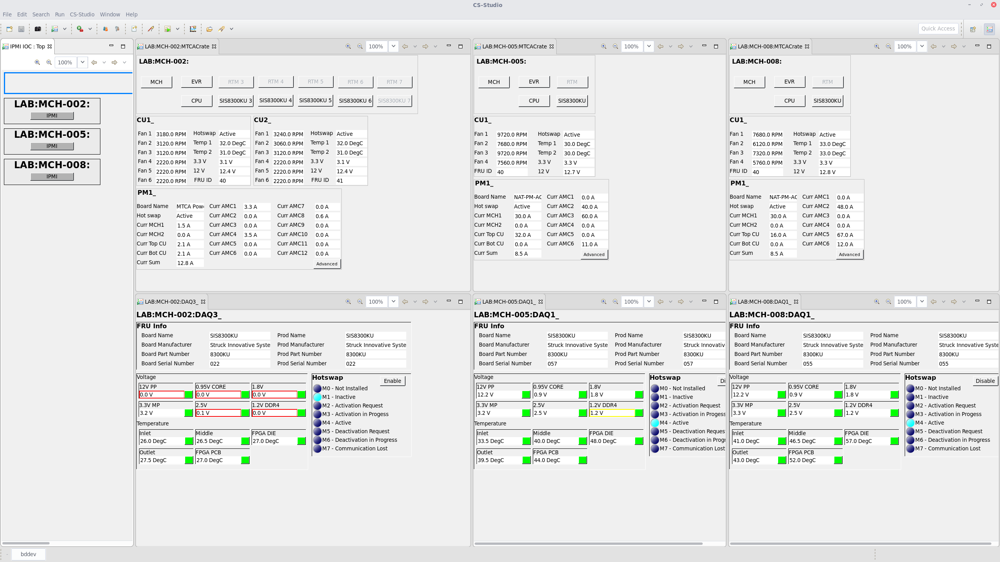 CS-Studio
File Edit Search Run CS-Studio Window Help
Quick Access
IPMI IOC : Top
100%
LAB:MCH-002:
IPMI
LAB:MCH-005:
IPMI
LAB:MCH-008:
IPMI
LAB:MCH-002:MTCACrate
100%
LAB:MCH-002:
MCH EVR RTM 3 RTM 4 RTM 5 RTM 6 RTM 7
CPU SIS8300KU 3 SIS8300KU 4 SIS8300KU 5 SIS8300KU 6 SIS8300KU 7
CU1_
Fan 1 3180.0 RPM Hotswap Active
Fan 2 3120.0 RPM Temp 1 32.0 DegC
Fan 3 3120.0 RPM Temp 2 31.0 DegC
Fan 4 2220.0 RPM 3.3 V 3.1 V
Fan 5 2220.0 RPM 12 V 12.4 V
Fan 6 2220.0 RPM FRU ID 40
CU2_
Fan 1 3240.0 RPM Hotswap Active
Fan 2 3060.0 RPM Temp 1 32.0 DegC
Fan 3 3120.0 RPM Temp 2 31.0 DegC
Fan 4 2220.0 RPM 3.3 V 3.1 V
Fan 5 2220.0 RPM 12 V 12.4 V
Fan 6 2220.0 RPM FRU ID 41
PM1_
Board Name MTCA Pow Curr AMC1 3.3 A Curr AMC7 0.0 A
Hot swap Active Curr AMC2 0.0 A Curr AMC8 0.6 A
Curr MCH1 1.5 A Curr AMC3 0.0 A Curr AMC9 0.0 A
Curr MCH2 0.0 A Curr AMC4 3.5 A Curr AMC10 0.0 A
Curr Top CU 2.1 A Curr AMC5 0.0 A Curr AMC11 0.0 A
Curr Bot CU 2.1 A Curr AMC6 0.0 A Curr AMC12 0.0 A
Curr Sum 12.8 A Advanced
LAB:MCH-005:MTCACrate
100%
LAB:MCH-005:
MCH EVR RTM
CPU SIS8300KU
CU1_
Fan 1 9720.0 RPM Hotswap Active
Fan 2 7680.0 RPM Temp 1 30.0 DegC
Fan 3 9720.0 RPM Temp 2 30.0 DegC
Fan 4 7560.0 RPM 3.3 V 3.3 V
FRU ID 40 12 V 12.7 V
PM1_
Board Name NAT-PM-AC Curr AMC1 0.0 A
Hot swap Active Curr AMC2 40.0 A
Curr MCH1 30.0 A Curr AMC3 60.0 A
Curr MCH2 0.0 A Curr AMC4 0.0 A
Curr Top CU 32.0 A Curr AMC5 0.0 A
Curr Bot CU 0.0 A Curr AMC6 11.0 A
Curr Sum 8.5 A Advanced
LAB:MCH-008:MTCACrate
100%
LAB:MCH-008:
MCH EVR RTM
CPU SIS8300KU
CU1_
Fan 1 7680.0 RPM Hotswap Active
Fan 2 6120.0 RPM Temp 1 33.0 DegC
Fan 3 7320.0 RPM Temp 2 33.0 DegC
Fan 4 5760.0 RPM 3.3 V 3.3 V
FRU ID 40 12 V 12.8 V
PM1_
Board Name NAT-PM-AC Curr AMC1 0.0 A
Hot swap Active Curr AMC2 48.0 A
Curr MCH1 30.0 A Curr AMC3 0.0 A
Curr MCH2 0.0 A Curr AMC4 0.0 A
Curr Top CU 16.0 A Curr AMC5 67.0 A
Curr Bot CU 0.0 A Curr AMC6 12.0 A
Curr Sum 8.5 A Advanced
LAB:MCH-002:DAQ3_
100%
LAB:MCH-002:DAQ3_
FRU Info
Board Name SIS8300KU Prod Name SIS8300KU
Board Manufacturer Struck Innovative Syste Prod Manufacturer Struck Innovative Syste
Board Part Number 8300KU Prod Part Number 8300KU
Board Serial Number 022 Prod Serial Number 022
Voltage
12V PP 0.95V CORE 1.8V
0.0 V 0.0 V 0.0 V
3.3V MP 2.5V 1.2V DDR4
3.2 V 0.1 V 0.0 V
Temperature
Inlet Middle FPGA DIE
26.0 DegC 26.5 DegC 27.0 DegC
Outlet FPGA PCB
27.5 DegC 27.0 DegC
Hotswap Enable
M0 - Not Installed
M1 - Inactive
M2 - Activation Request
M3 - Activation in Progess
M4 - Active
M5 - Deactivation Request
M6 - Deactivation in Progress
M7 - Communication Lost
LAB:MCH-005:DAQ1_
100%
LAB:MCH-005:DAQ1_
FRU Info
Board Name SIS8300KU Prod Name SIS8300KU
Board Manufacturer Struck Innovative Syste Prod Manufacturer Struck Innovativ
Board Part Number 8300KU Prod Part Number 8300KU
Board Serial Number 057 Prod Serial Number 057
Voltage
12V PP 0.95V CORE 1.8V
12.2 V 0.9 V 1.8 V
3.3V MP 2.5V 1.2V DDR4
3.2 V 2.5 V 1.2 V
Temperature
Inlet Middle FPGA DIE
33.5 DegC 40.0 DegC 48.0 DegC
Outlet FPGA PCB
39.5 DegC 44.0 DegC
Hotswap Di
M0 - Not Installed
M1 - Inactive
M2 - Activation Request
M3 - Activation in Progess
M4 - Active
M5 - Deactivation Reques
M6 - Deactivation in Progr
M7 - Communication Lost
LAB:MCH-008:DAQ1_
100%
LAB:MCH-008:DAQ1_
FRU Info
Board Name SIS8300KU Prod Name SIS8300KU
Board Manufacturer Struck Innovative Syste Prod Manufacturer Struck Innovative Syste
Board Part Number 8300KU Prod Part Number 8300KU
Board Serial Number 055 Prod Serial Number 055
Voltage
12V PP 0.95V CORE 1.8V
12.2 V 0.9 V 1.8 V
3.3V MP 2.5V 1.2V DDR4
3.3 V 2.5 V 1.2 V
Temperature
Inlet Middle FPGA DIE
41.0 DegC 46.5 DegC 57.0 DegC
Outlet FPGA PCB
43.0 DegC 52.0 DegC
Hotswap Disable
M0 - Not Installed
M1 - Inactive
M2 - Activation Request
M3 - Activation in Progess
M4 - Active
M5 - Deactivation Request
M6 - Deactivation in Progress
M7 - Communication Lost
bddev